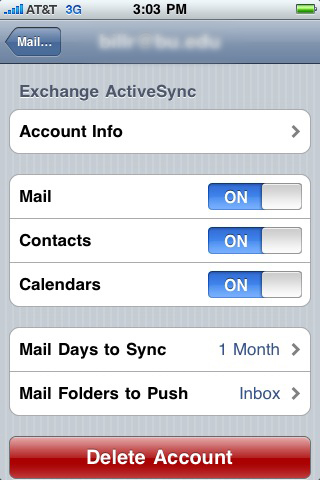 AT&T 3G 3:03 PM
Mail...
Exchange ActiveSync
Account Info
Mail ON
Contacts ON
Calendars ON
Mail Days to Sync 1 Month
Mail Folders to Push Inbox
Delete Account